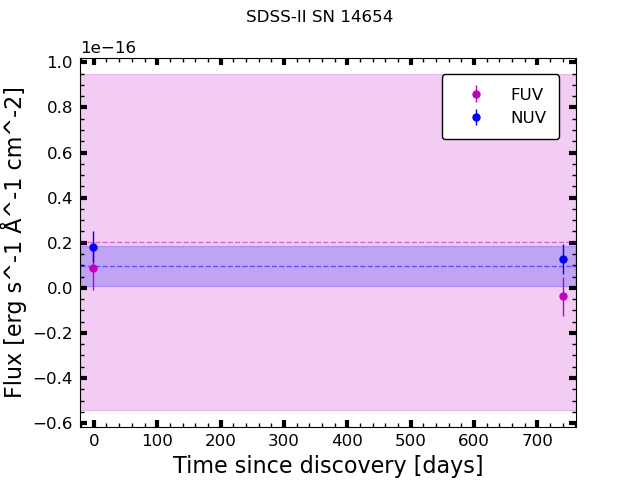 SDSS-II SN 14654
1e−16
1.0
0.8
0.6
0.4
0.2
0.0
−0.2
−0.4
−0.6
Flux [erg s^-1 Å^-1 cm^-2]
FUV
NUV
0 100 200 300 400 500 600 700
Time since discovery [days]